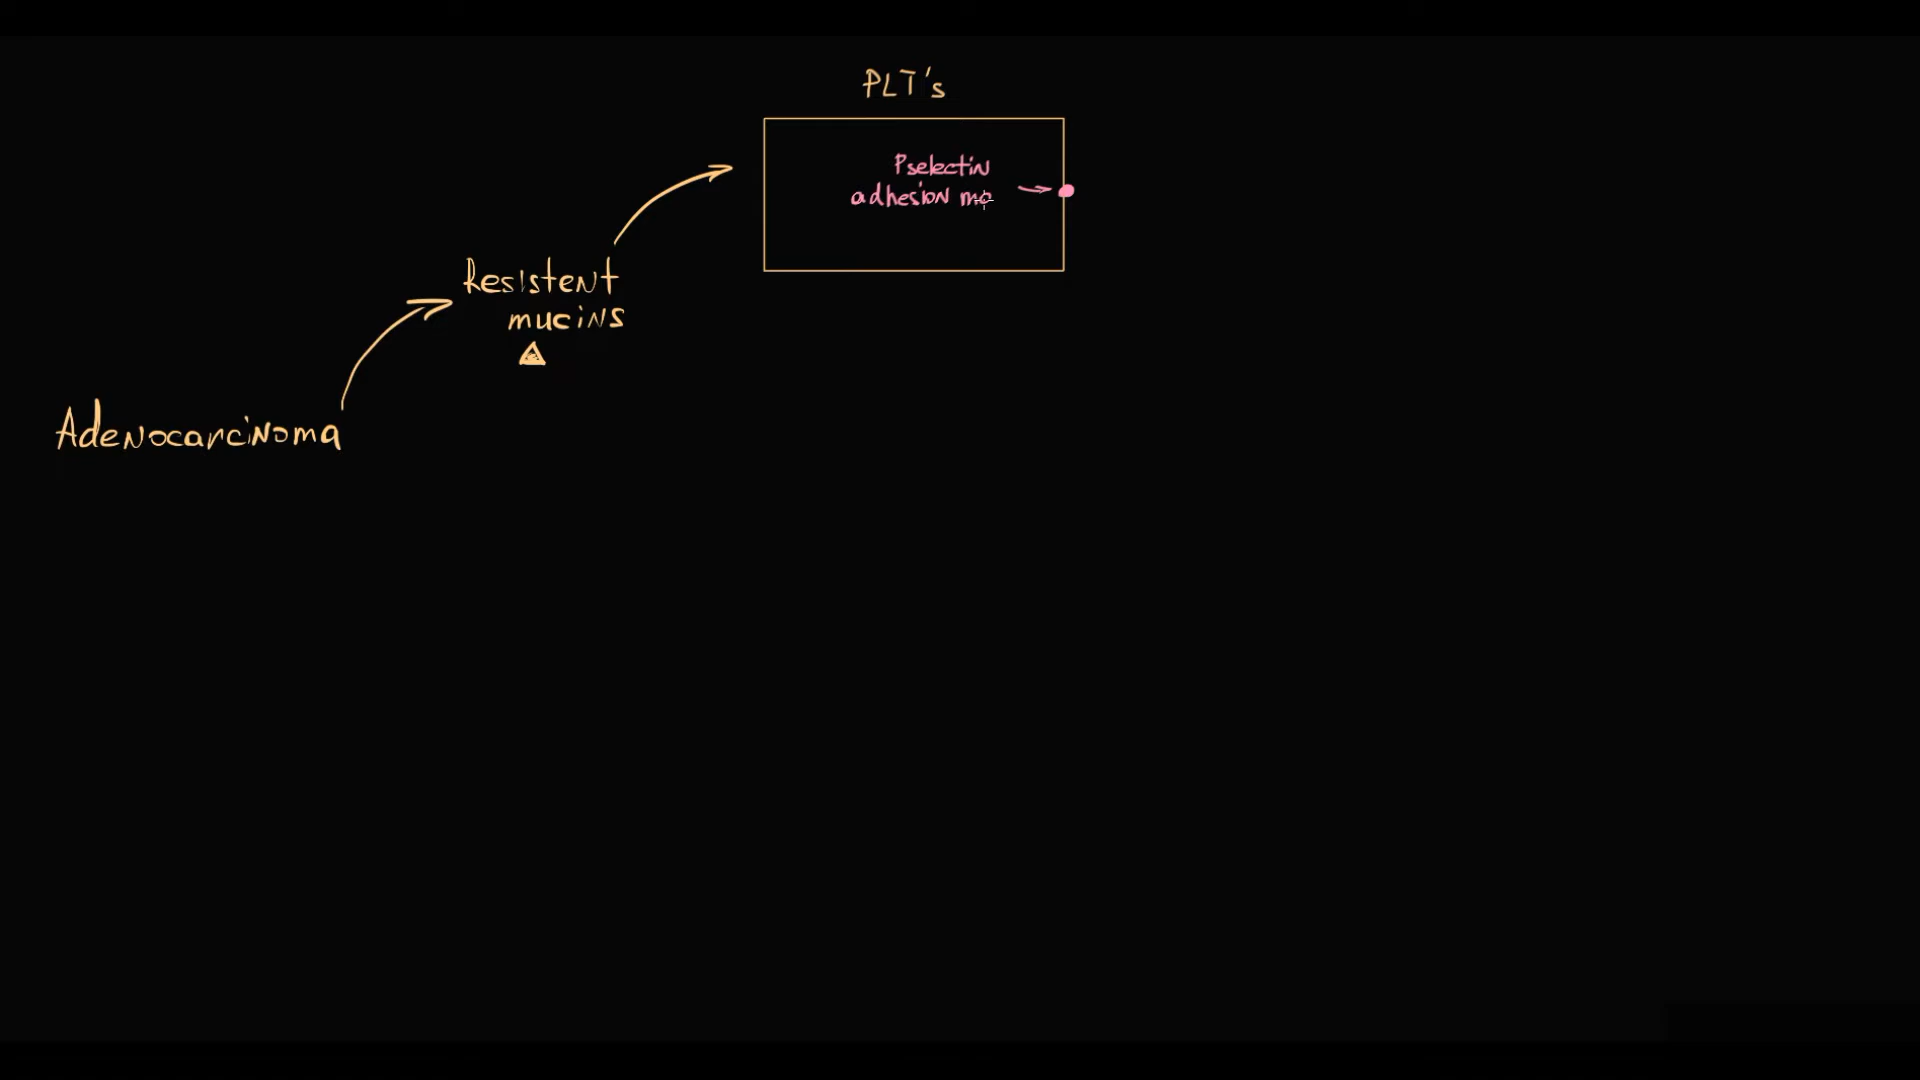 PLT's
Pselectin
adhesion mo
Resistent
mucins
Adenocarcinoma